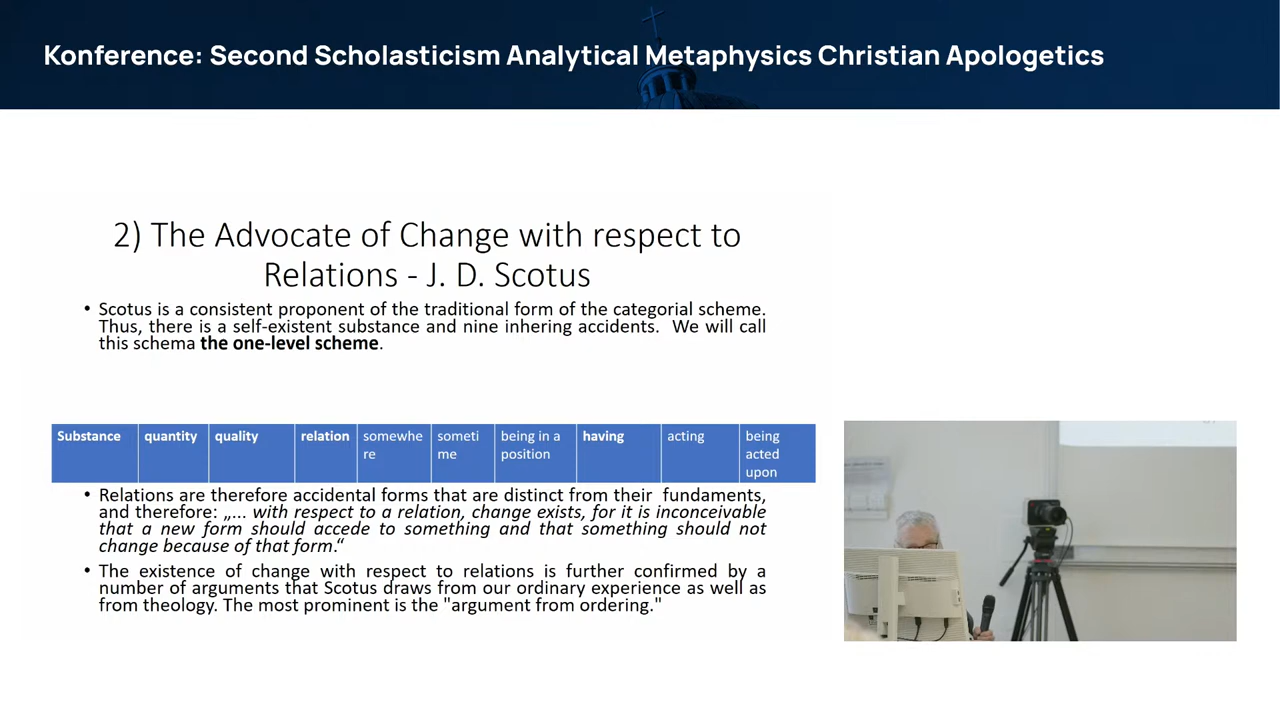 Konference: Second Scholasticism Analytical Metaphysics Christian Apologetics
2) The Advocate of Change with respect to
Relations - J. D. Scotus
• Scotus is a consistent proponent of the traditional form of the categorial scheme.
Thus, there is a self-existent substance and nine inhering accidents. We will call
this schema the one-level scheme.
Substance quantity quality relation somewhe someti being in a having acting being
re me position acted
upon
• Relations are therefore accidental forms that are distinct from their fundaments,
and therefore: „... with respect to a relation, change exists, for it is inconceivable
that a new form should accede to something and that something should not
change because of that form.“
• The existence of change with respect to relations is further confirmed by a
number of arguments that Scotus draws from our ordinary experience as well as
from theology. The most prominent is the "argument from ordering."